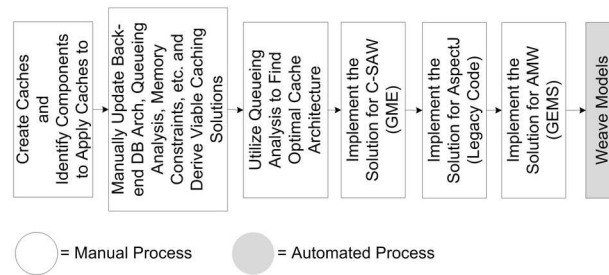 Create Caches
and
Identify Components
to Apply Caches to
Manually Update Back-
end DB Arch, Queueing
Analysis, Memory
Constraints, etc. and
Derive Viable Caching
Solutions
Utilize Queueing
Analysis to Find
Optimal Cache
Architecture
Implement the
Solution for C-SAW
(GME)
Implement the
Solution for AspectJ
(Legacy Code)
Implement the
Solution for AMW
(GEMS)
Weave Models
= Manual Process
= Automated Process